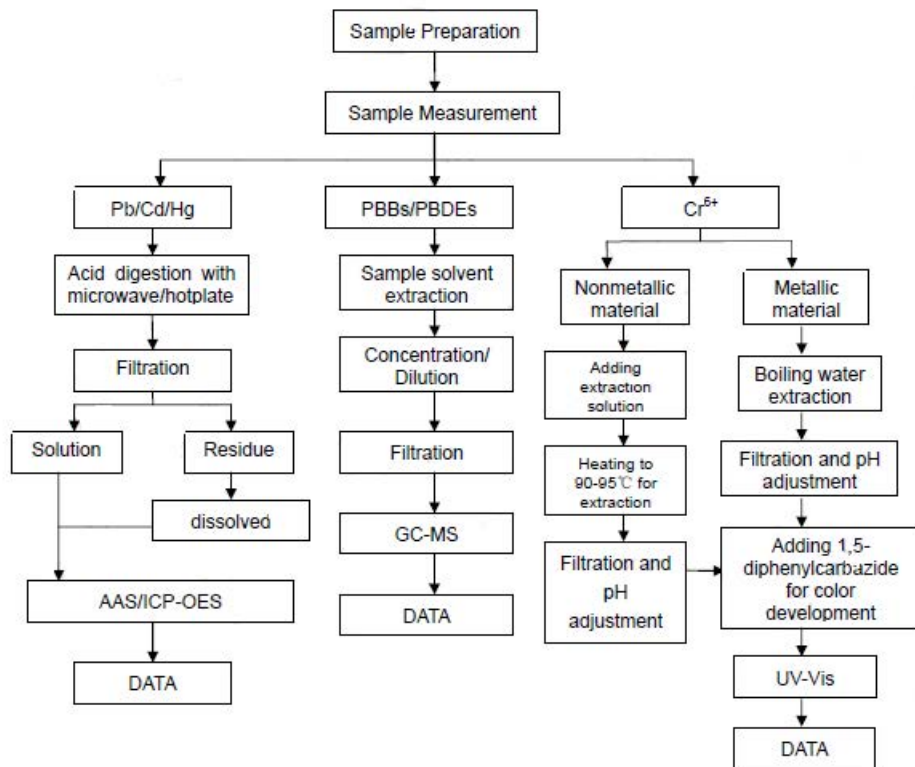 Sample Preparation
Sample Measurement
Pb/Cd/Hg
Acid digestion with
microwave/hotplate
Filtration
Solution
Residue
dissolved
AAS/ICP-OES
DATA
PBBs/PBDEs
Sample solvent
extraction
Concentration/
Dilution
Filtration
GC-MS
DATA
Cr6+
Nonmetallic
material
Adding
extraction
solution
Heating to
90-95℃ for
extraction
Filtration and
pH
adjustment
Metallic
material
Boiling water
extraction
Filtration and pH
adjustment
Adding 1,5-
diphenylcarbazide
for color
development
UV-Vis
DATA